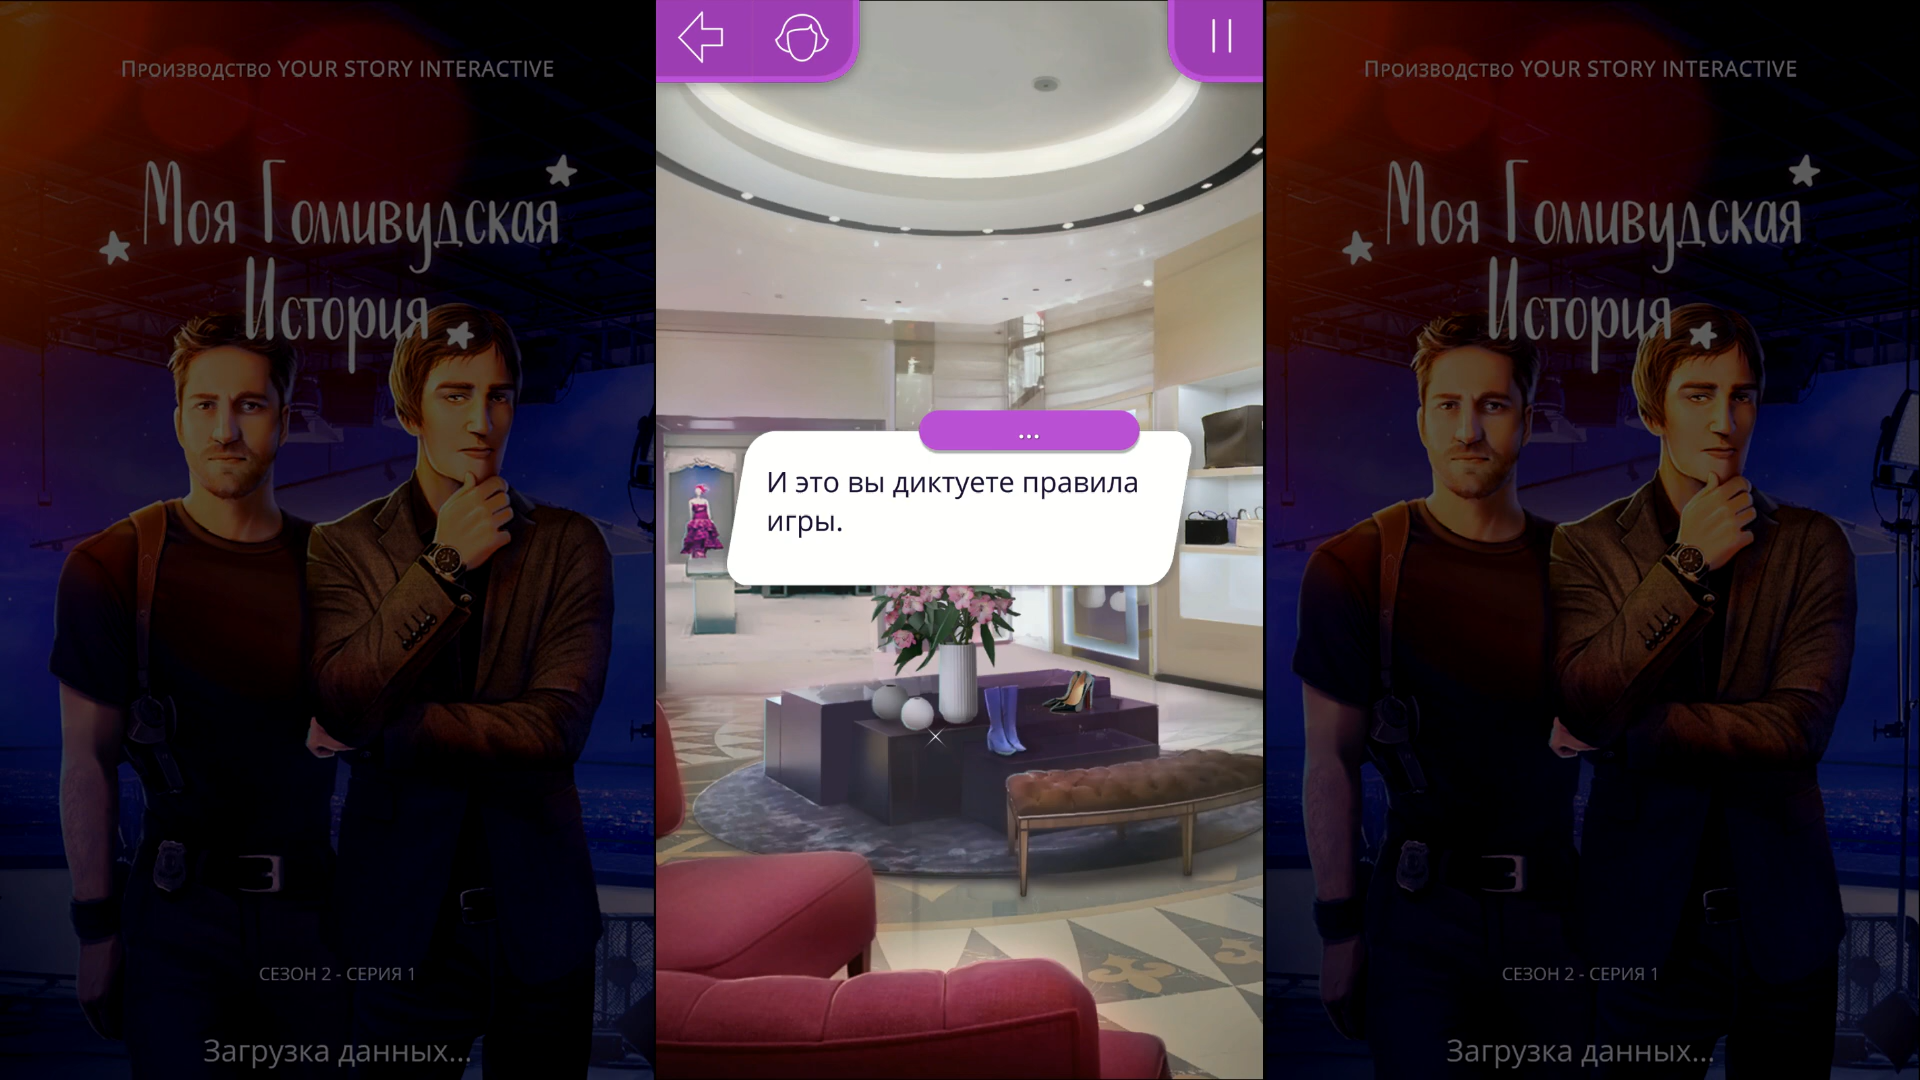 Производство YOUR STORY INTERACTIVE
Моя Голливудская
История
СЕЗОН 2 - СЕРИЯ 1
Загрузка данных...
...
И это вы диктуете правила
игры.
Производство YOUR STORY INTERACTIVE
Моя Голливудская
История
СЕЗОН 2 - СЕРИЯ 1
Загрузка данных...